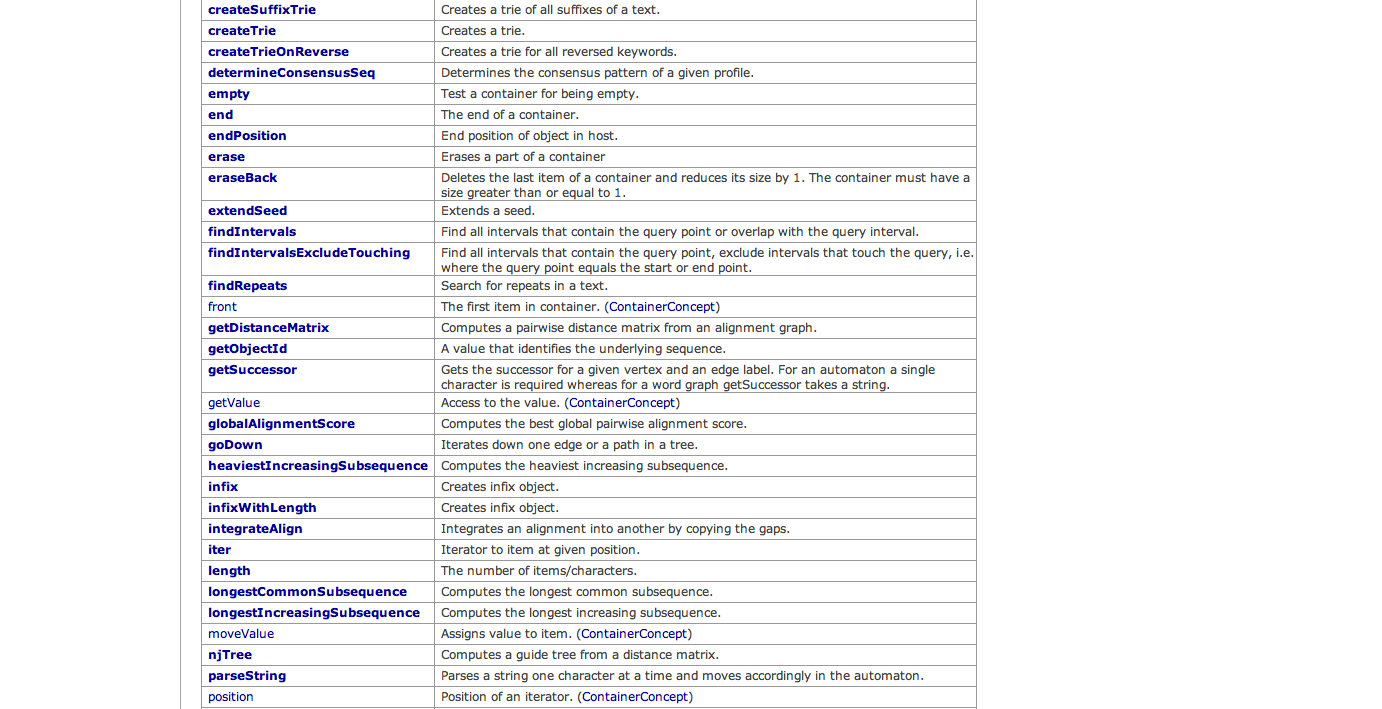 createSuffixTrie Creates a trie of all suffixes of a text.
createTrie Creates a trie.
createTrieOnReverse Creates a trie for all reversed keywords.
determineConsensusSeq Determines the consensus pattern of a given profile.
empty Test a container for being empty.
end The end of a container.
endPosition End position of object in host.
erase Erases a part of a container
eraseBack Deletes the last item of a container and reduces its size by 1. The container must have a
size greater than or equal to 1.
extendSeed Extends a seed.
findIntervals Find all intervals that contain the query point or overlap with the query interval.
findIntervalsExcludeTouching Find all intervals that contain the query point, exclude intervals that touch the query, i.e.
where the query point equals the start or end point.
findRepeats Search for repeats in a text.
front The first item in container. (ContainerConcept)
getDistanceMatrix Computes a pairwise distance matrix from an alignment graph.
getObjectId A value that identifies the underlying sequence.
getSuccessor Gets the successor for a given vertex and an edge label. For an automaton a single
character is required whereas for a word graph getSuccessor takes a string.
getValue Access to the value. (ContainerConcept)
globalAlignmentScore Computes the best global pairwise alignment score.
goDown Iterates down one edge or a path in a tree.
heaviestIncreasingSubsequence Computes the heaviest increasing subsequence.
infix Creates infix object.
infixWithLength Creates infix object.
integrateAlign Integrates an alignment into another by copying the gaps.
iter Iterator to item at given position.
length The number of items/characters.
longestCommonSubsequence Computes the longest common subsequence.
longestIncreasingSubsequence Computes the longest increasing subsequence.
moveValue Assigns value to item. (ContainerConcept)
njTree Computes a guide tree from a distance matrix.
parseString Parses a string one character at a time and moves accordingly in the automaton.
position Position of an iterator. (ContainerConcept)